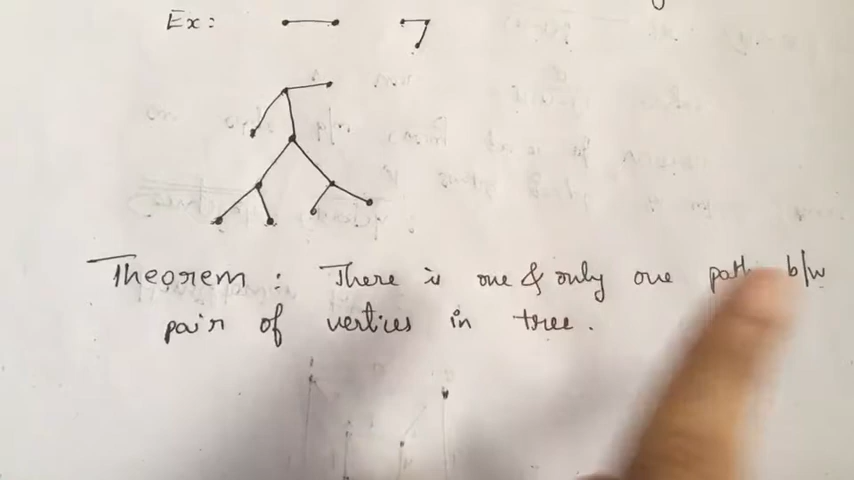 Ex:
Theorem : There is one & only one path b/w
pair of vertices in tree.